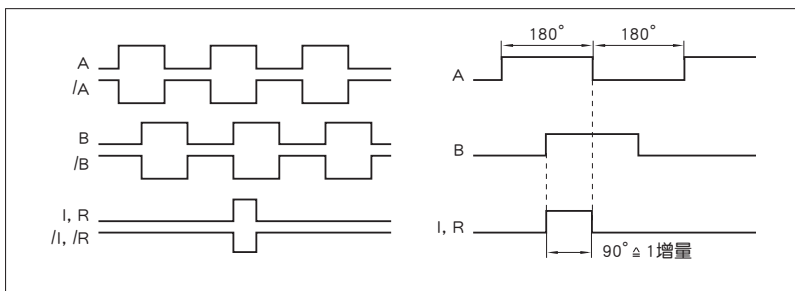 A
/A
B
/B
I, R
/I, /R
180° 180°
A
B
I, R
90° ≙ 1增量